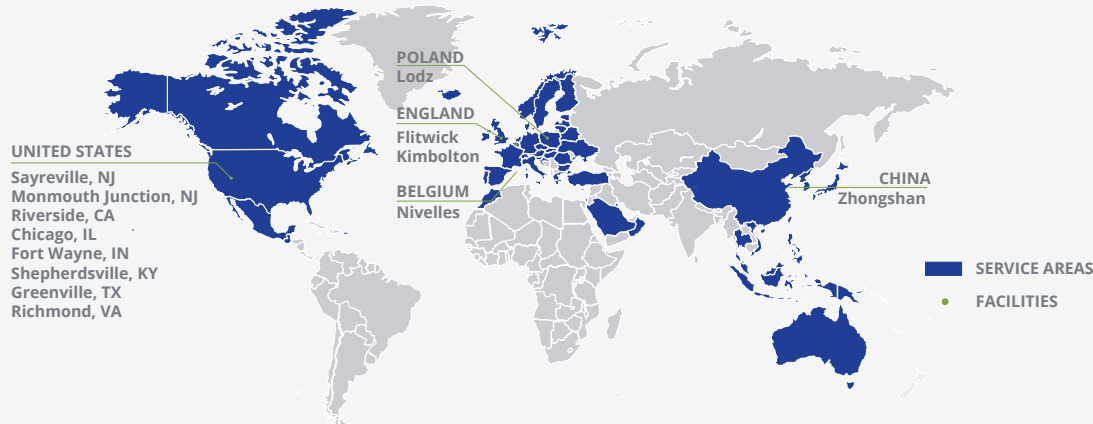 POLAND
Lodz
ENGLAND
Flitwick
Kimbolton
BELGIUM
Nivelles
UNITED STATES
Sayreville, NJ
Monmouth Junction, NJ
Riverside, CA
Chicago, IL
Fort Wayne, IN
Shepherdsville, KY
Greenville, TX
Richmond, VA
CHINA
Zhongshan
SERVICE AREAS
FACILITIES